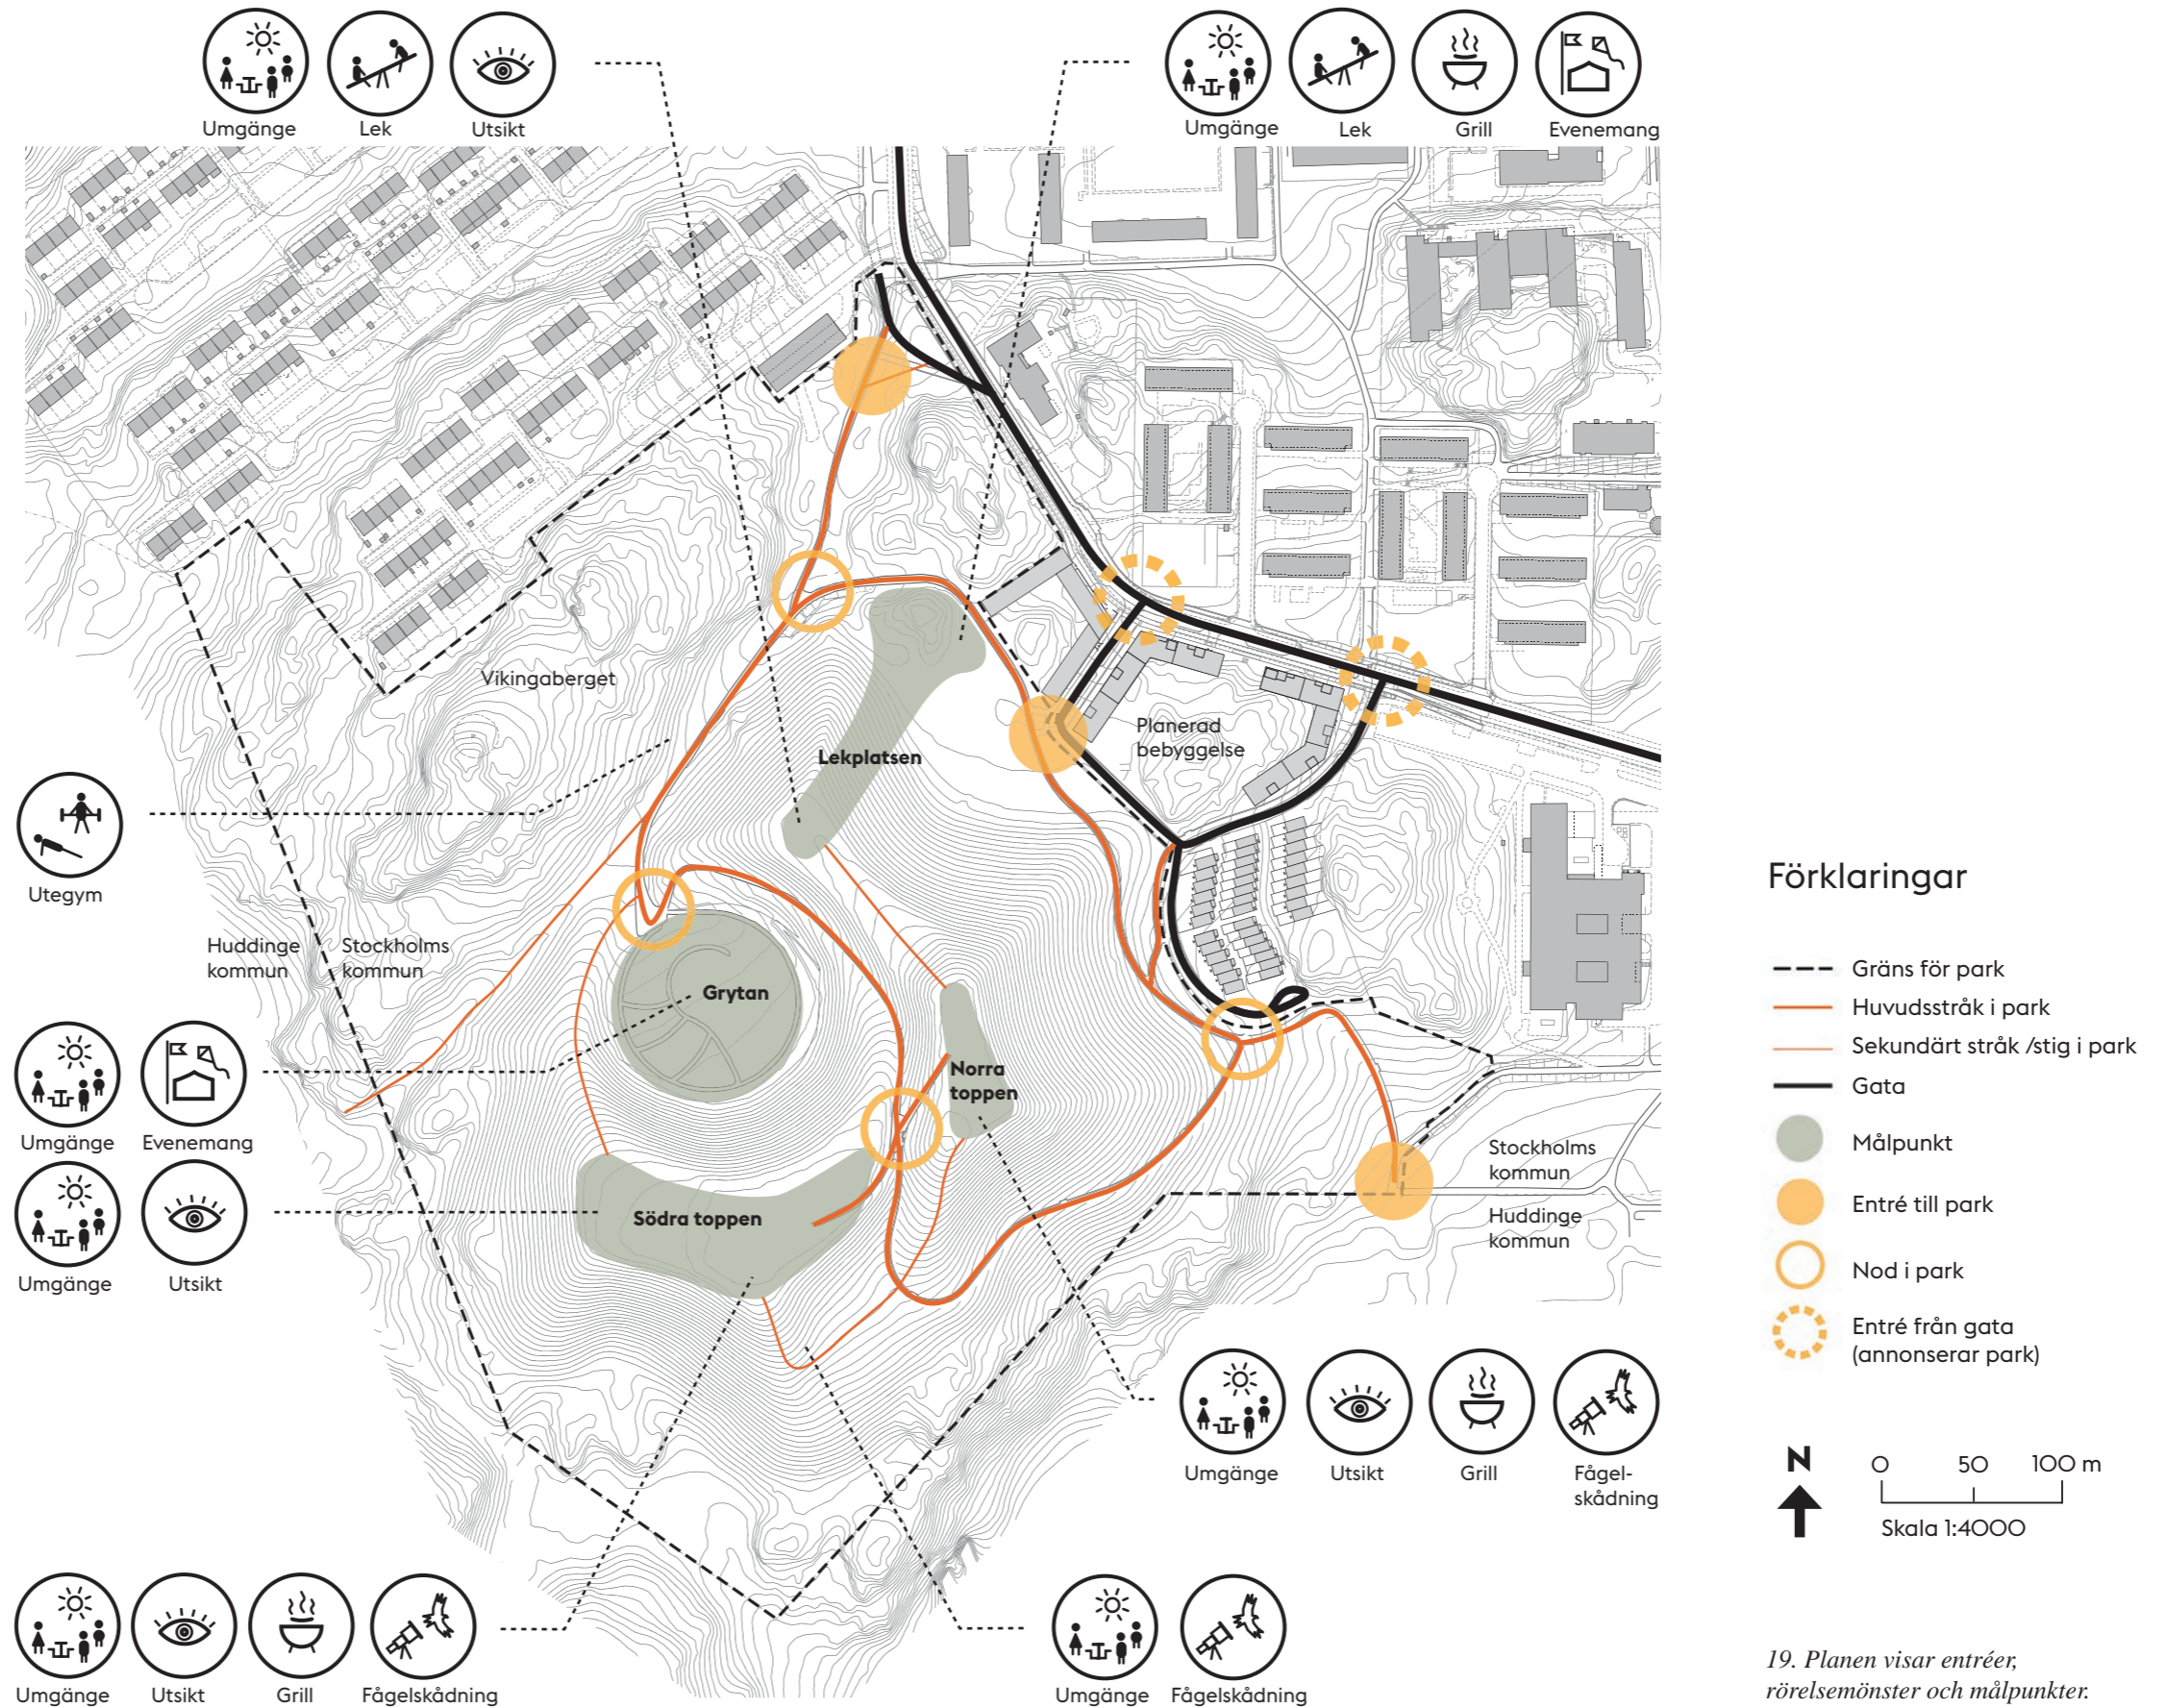 Umgänge
Lek
Utsikt
Umgänge
Lek
Grill
Evenemang
Vikingaberget
Planerad
bebyggelse
Lekplatsen
Utegym
Huddinge
kommun
Stockholms
kommun
Grytan
Norra
toppen
Umgänge
Evenemang
Södra toppen
Umgänge
Utsikt
Stockholms
kommun
Huddinge
kommun
Umgänge
Utsikt
Grill
Fågel-
skådning
Umgänge
Utsikt
Grill
Fågelskådning
Umgänge
Fågelskådning
Förklaringar
Gräns för park
Huvudsstråk i park
Sekundärt stråk /stig i park
Gata
Målpunkt
Entré till park
Nod i park
Entré från gata
(annonserar park)
N
0 50 100 m
Skala 1:4000
19. Planen visar entréer,
rörelsemönster och målpunkter.